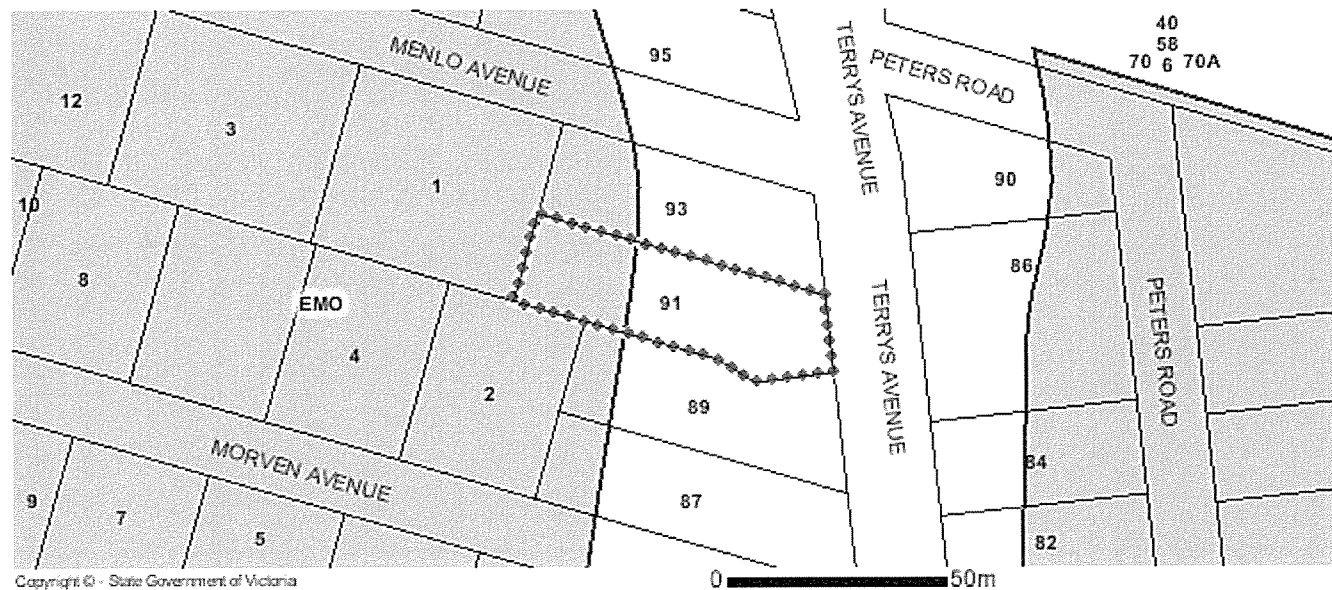 MENLO AVENUE
95
TERRYS AVENUE
PETERS ROAD
40
58
70 6 70A
12
3
1
93
90
10
8
EMO
4
2
91
TERRYS AVENUE
86
PETERS ROAD
89
87
84
82
MORVEN AVENUE
9
7
5
Copyright © - State Government of Victoria
0 50m